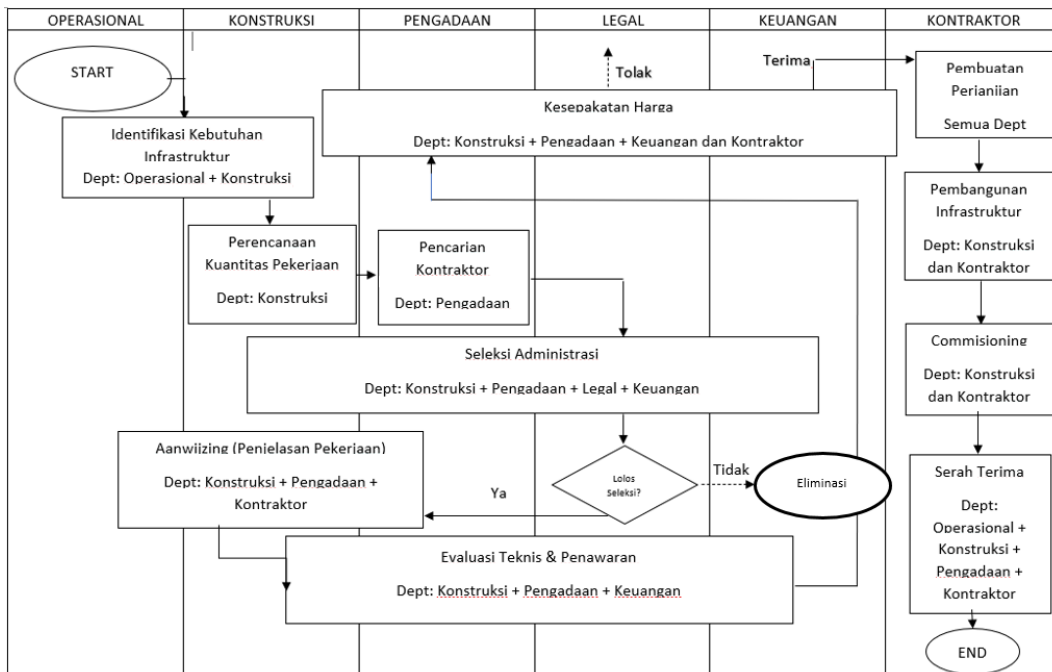 OPERASIONAL KONSTRUKSI PENGADAAN LEGAL KEUANGAN KONTRAKTOR
START
Identifikasi Kebutuhan
Infrastruktur
Dept: Operasional + Konstruksi
Perencanaan
Kuantitas Pekerjaan
Dept: Konstruksi
Pencarian
Kontraktor
Dept: Pengadaan
Seleksi Administrasi
Dept: Konstruksi + Pengadaan + Legal + Keuangan
Lolos
Seleksi?
Tidak
Eliminasi
Ya
Aanwijzing (Penjelasan Pekerjaan)
Dept: Konstruksi + Pengadaan +
Kontraktor
Evaluasi Teknis & Penawaran
Dept: Konstruksi + Pengadaan + Keuangan
Kesepakatan Harga
Dept: Konstruksi + Pengadaan + Keuangan dan Kontraktor
Tolak
Terima
Pembuatan
Perjanjian
Semua Dept
Pembangunan
Infrastruktur
Dept: Konstruksi
dan Kontraktor
Commisioning
Dept: Konstruksi
dan Kontraktor
Serah Terima
Dept:
Operasional +
Konstruksi +
Pengadaan +
Kontraktor
END